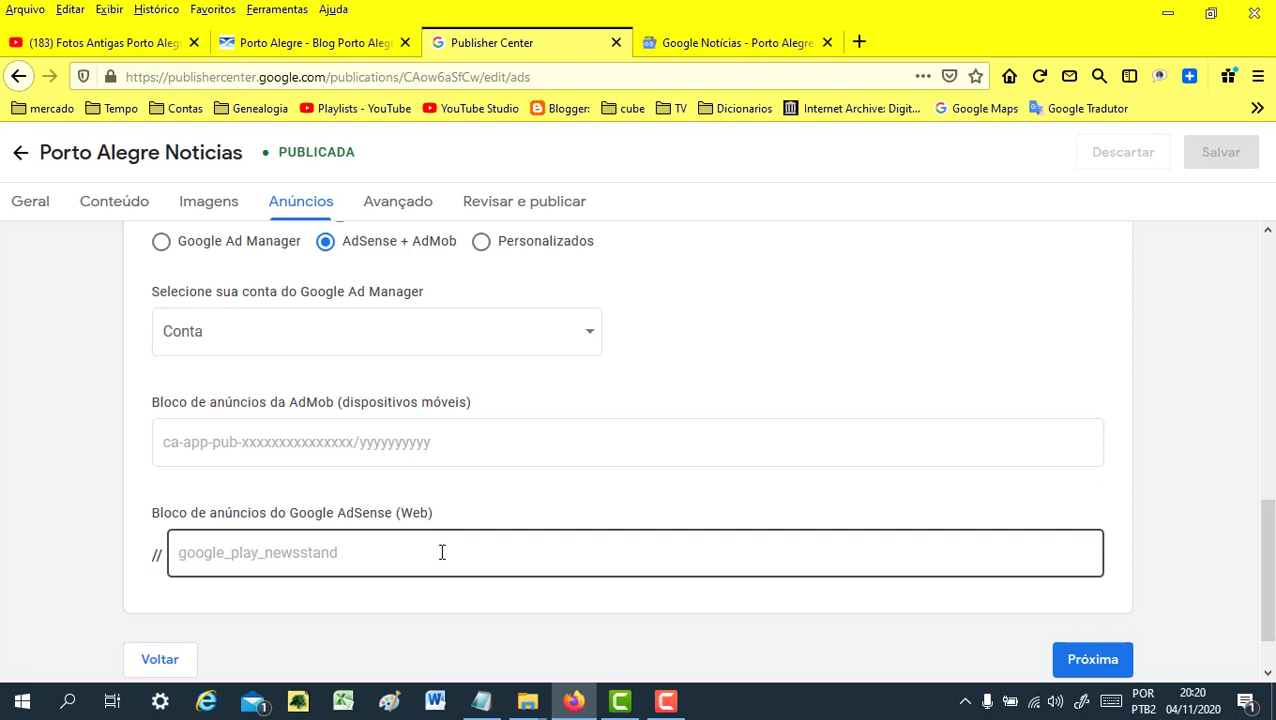 Arquivo Editar Exibir Histórico Favoritos Ferramentas Ajuda
(183) Fotos Antigas Porto Aleg
Porto Alegre - Blog Porto Aleg
Publisher Center
Google Notícias - Porto Alegre
https://publishercenter.google.com/publications/CAow6aSfCw/edit/ads
mercado Tempo Contas Genealogia Playlists - YouTube YouTube Studio Blogger: cube TV Dicionarios Internet Archive: Digit... Google Maps Google Tradutor
Porto Alegre Noticias • PUBLICADA Descartar Salvar
Geral Conteúdo Imagens Anúncios Avançado Revisar e publicar
Google Ad Manager AdSense + AdMob Personalizados
Selecione sua conta do Google Ad Manager
Conta
Bloco de anúncios da AdMob (dispositivos móveis)
ca-app-pub-xxxxxxxxxxxxxxx/yyyyyyyyyy
Bloco de anúncios do Google AdSense (Web)
// google_play_newsstand
Voltar Próxima
POR 20:20
PTB2 04/11/2020